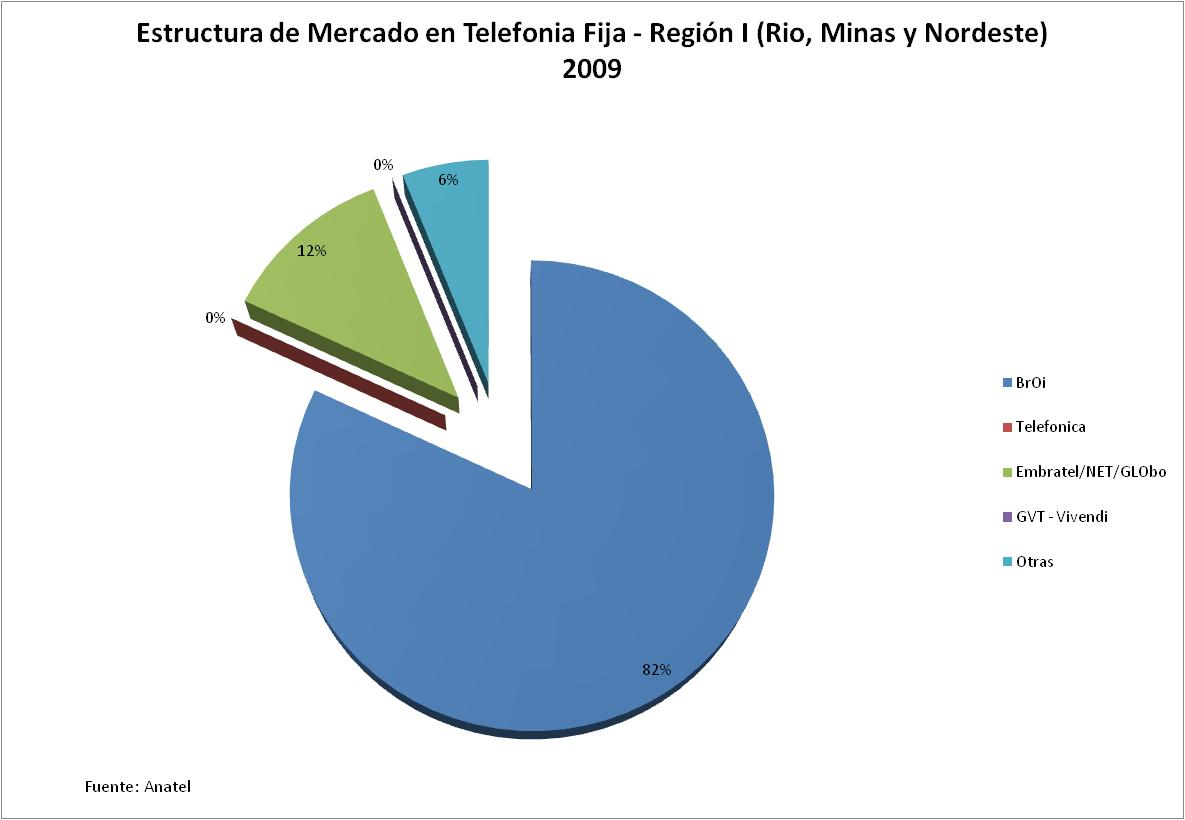 Estructura de Mercado en Telefonia Fija - Región I (Rio, Minas y Nordeste)
2009
0%
6%
12%
0%
82%
BrOi
Telefonica
Embratel/NET/GLObo
GVT - Vivendi
Otras
Fuente: Anatel